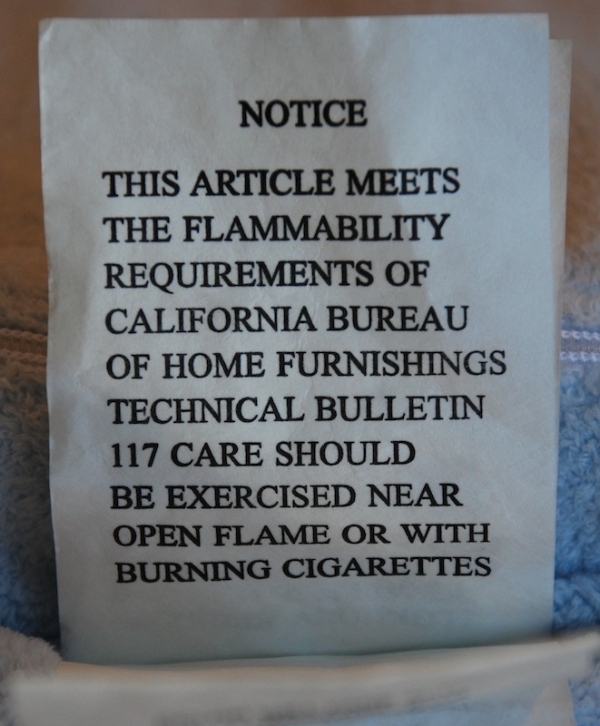 NOTICE
THIS ARTICLE MEETS
THE FLAMMABILITY
REQUIREMENTS OF
CALIFORNIA BUREAU
OF HOME FURNISHINGS
TECHNICAL BULLETIN
117 CARE SHOULD
BE EXERCISED NEAR
OPEN FLAME OR WITH
BURNING CIGARETTES